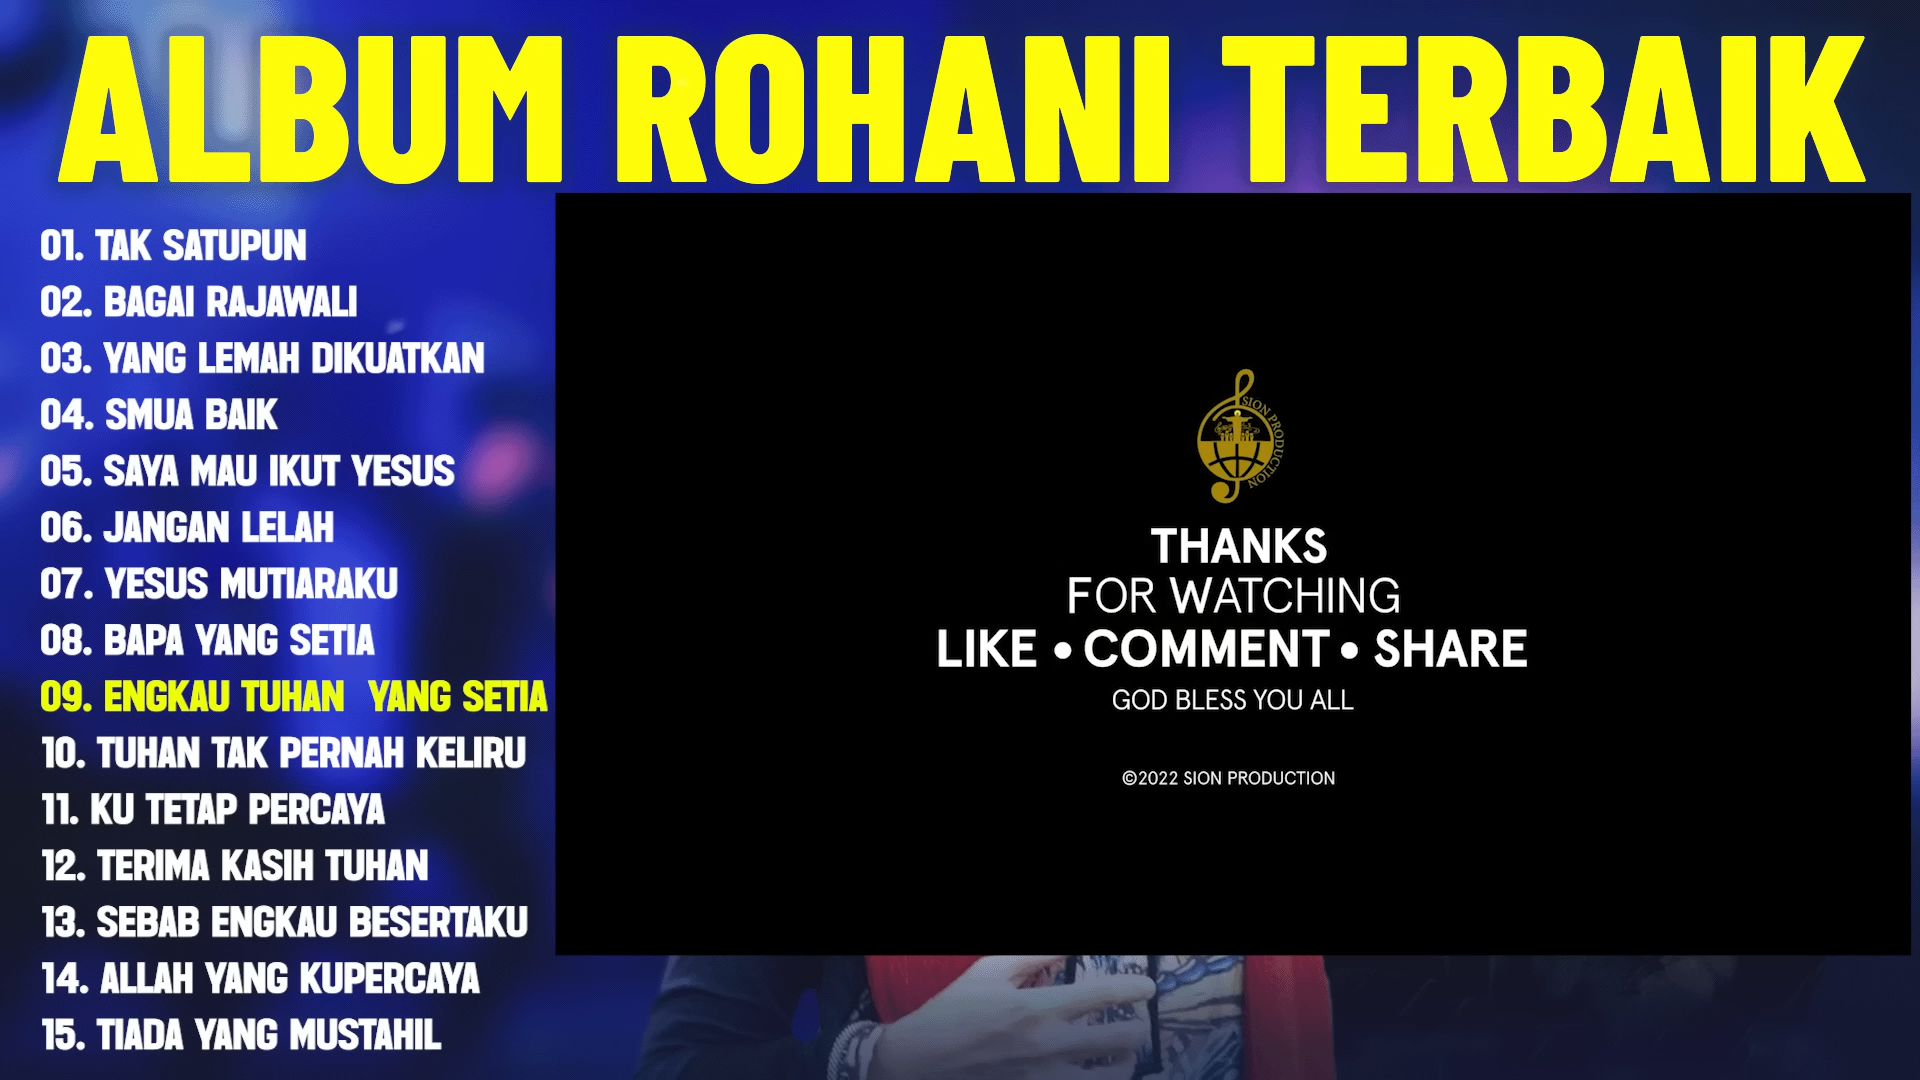 ALBUM ROHANI TERBAIK
01. TAK SATUPUN
02. BAGAI RAJAWALI
03. YANG LEMAH DIKUATKAN
04. SMUA BAIK
05. SAYA MAU IKUT YESUS
06. JANGAN LELAH
07. YESUS MUTIARAKU
08. BAPA YANG SETIA
09. ENGKAU TUHAN  YANG SETIA
10. TUHAN TAK PERNAH KELIRU
11. KU TETAP PERCAYA
12. TERIMA KASIH TUHAN
13. SEBAB ENGKAU BESERTAKU
14. ALLAH YANG KUPERCAYA
15. TIADA YANG MUSTAHIL
SION PRODUCTION
THANKS
FOR WATCHING
LIKE • COMMENT • SHARE
GOD BLESS YOU ALL
©2022 SION PRODUCTION